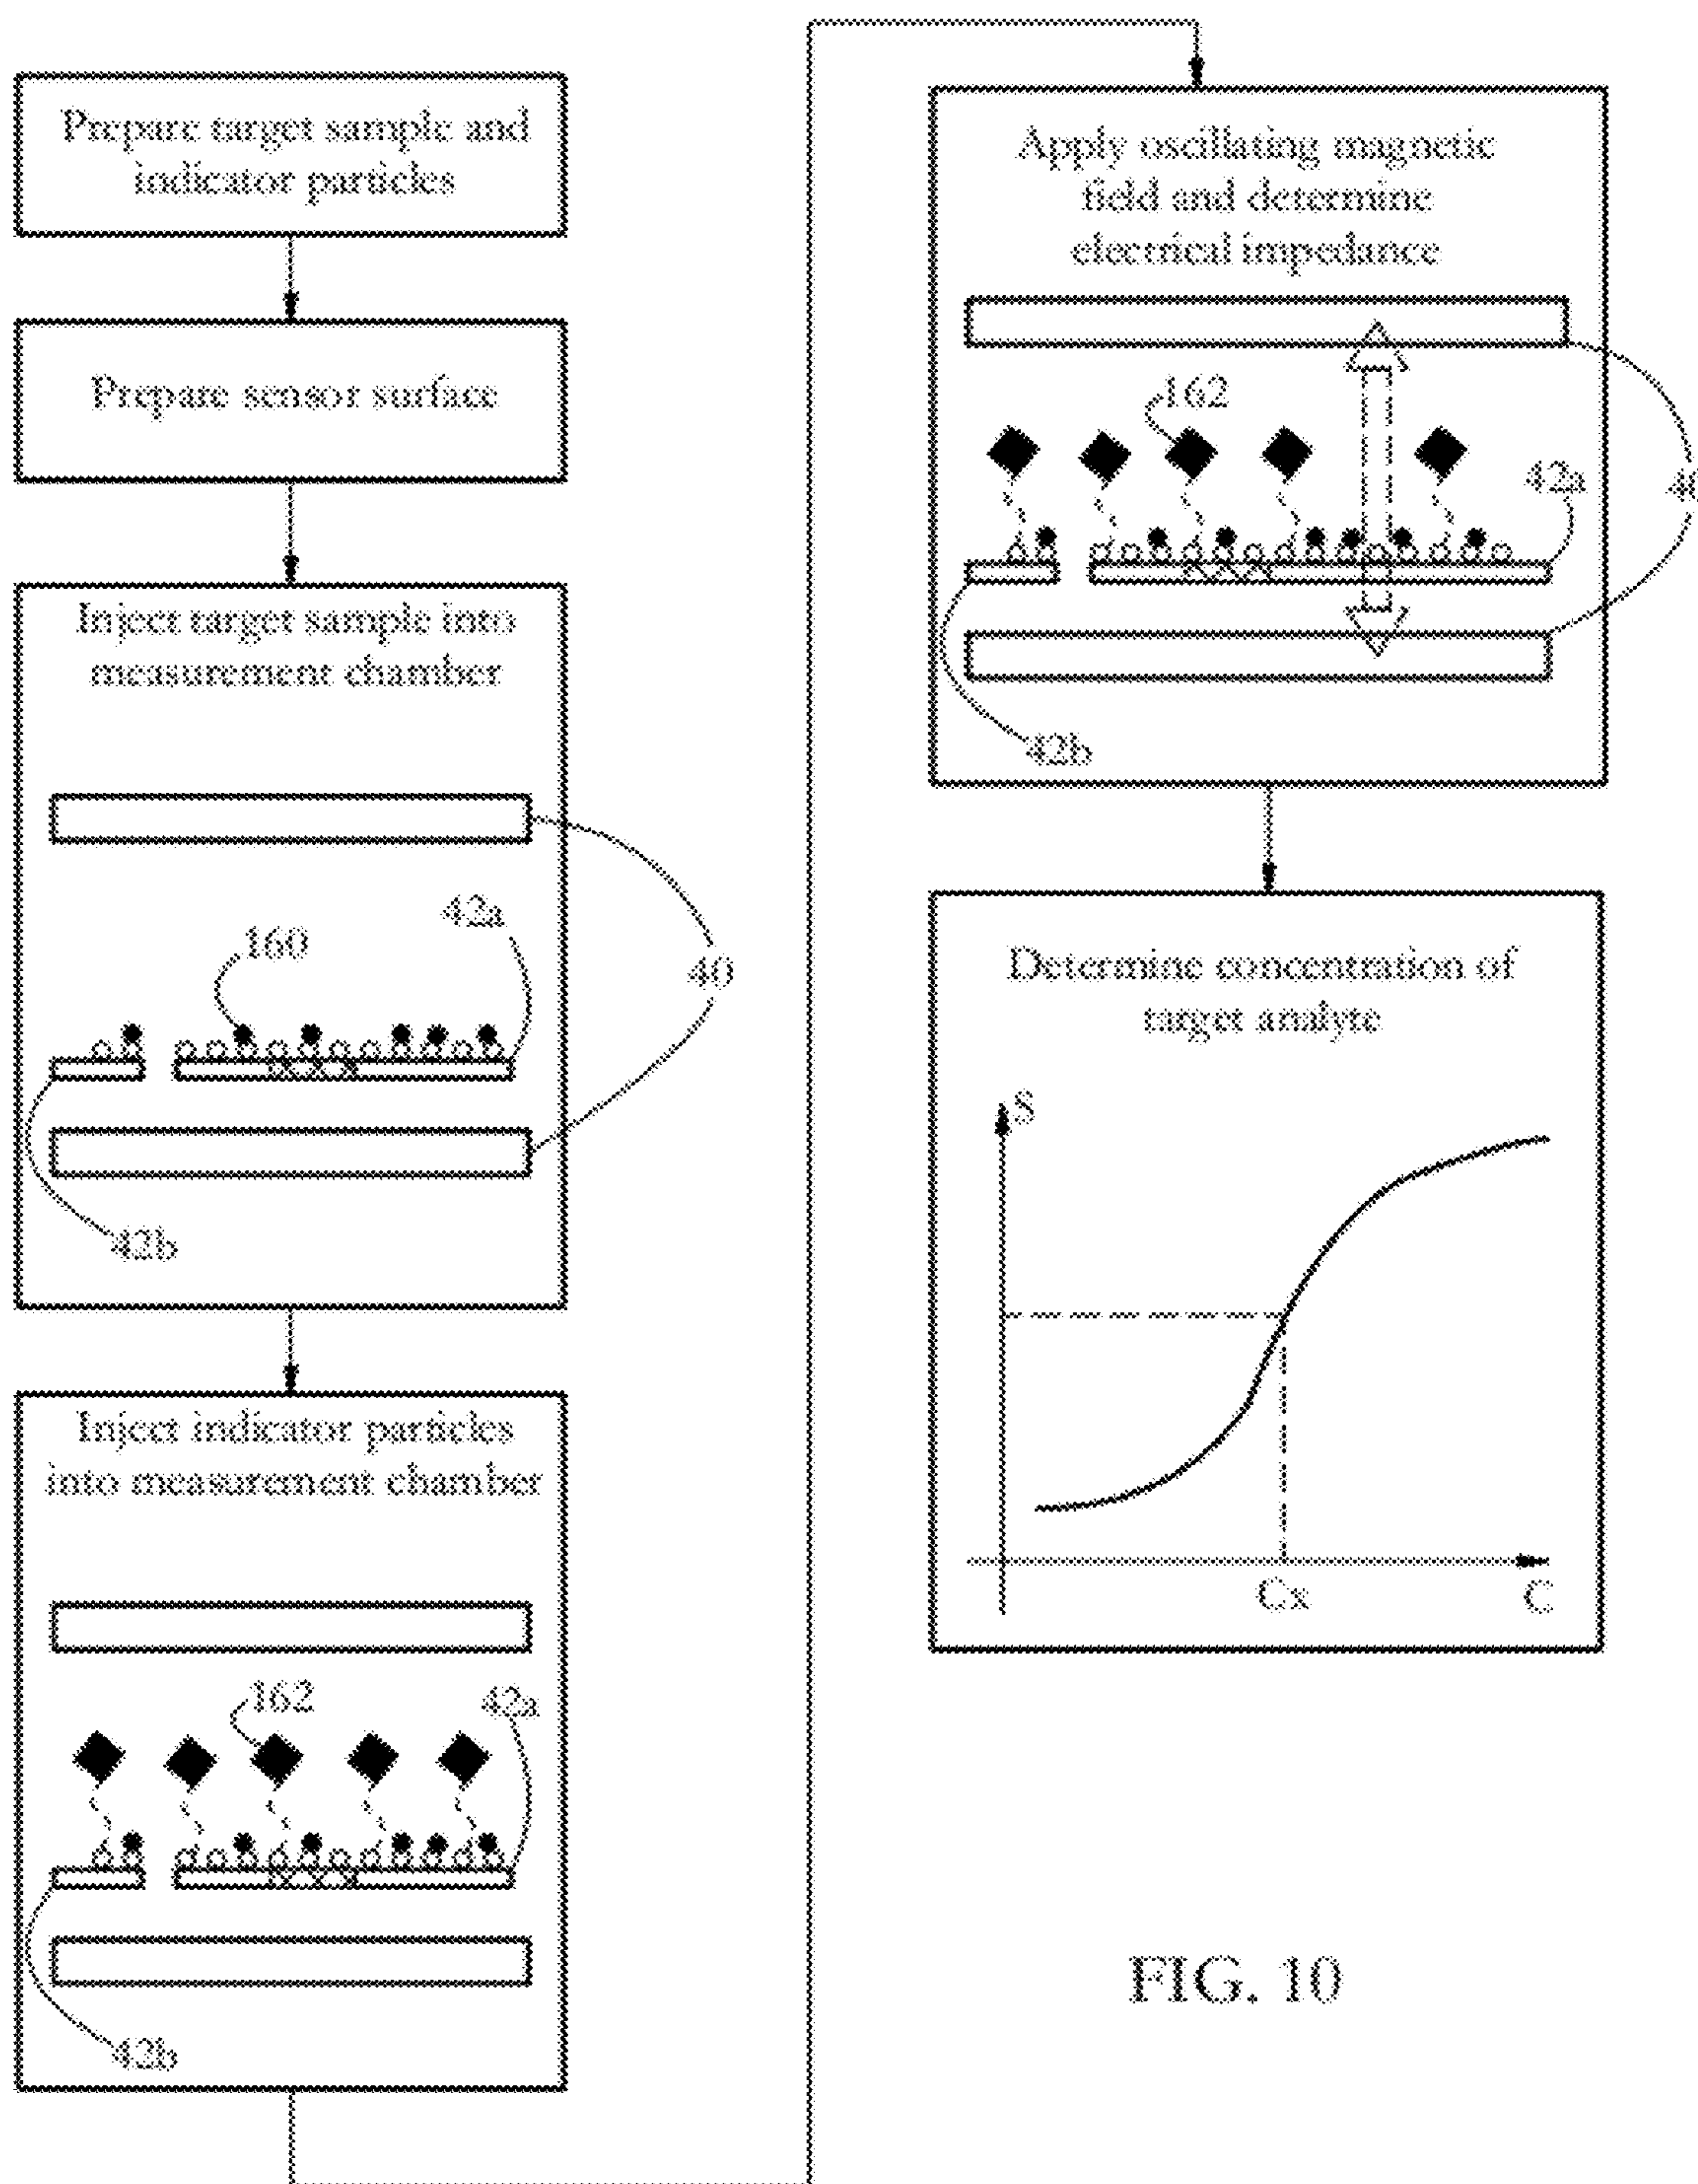 Prepare target sample and
indicator particles
Prepare sensor surface
Inject target sample into
measurement chamber
42a
160
40
42b
Inject indicator particles
into measurement chamber
162
42a
42b
Apply oscillating magnetic
field and determine
electrical impedance
162
42a
42b
Determine concentration of
target analyte
S
Cx
C
FIG. 10